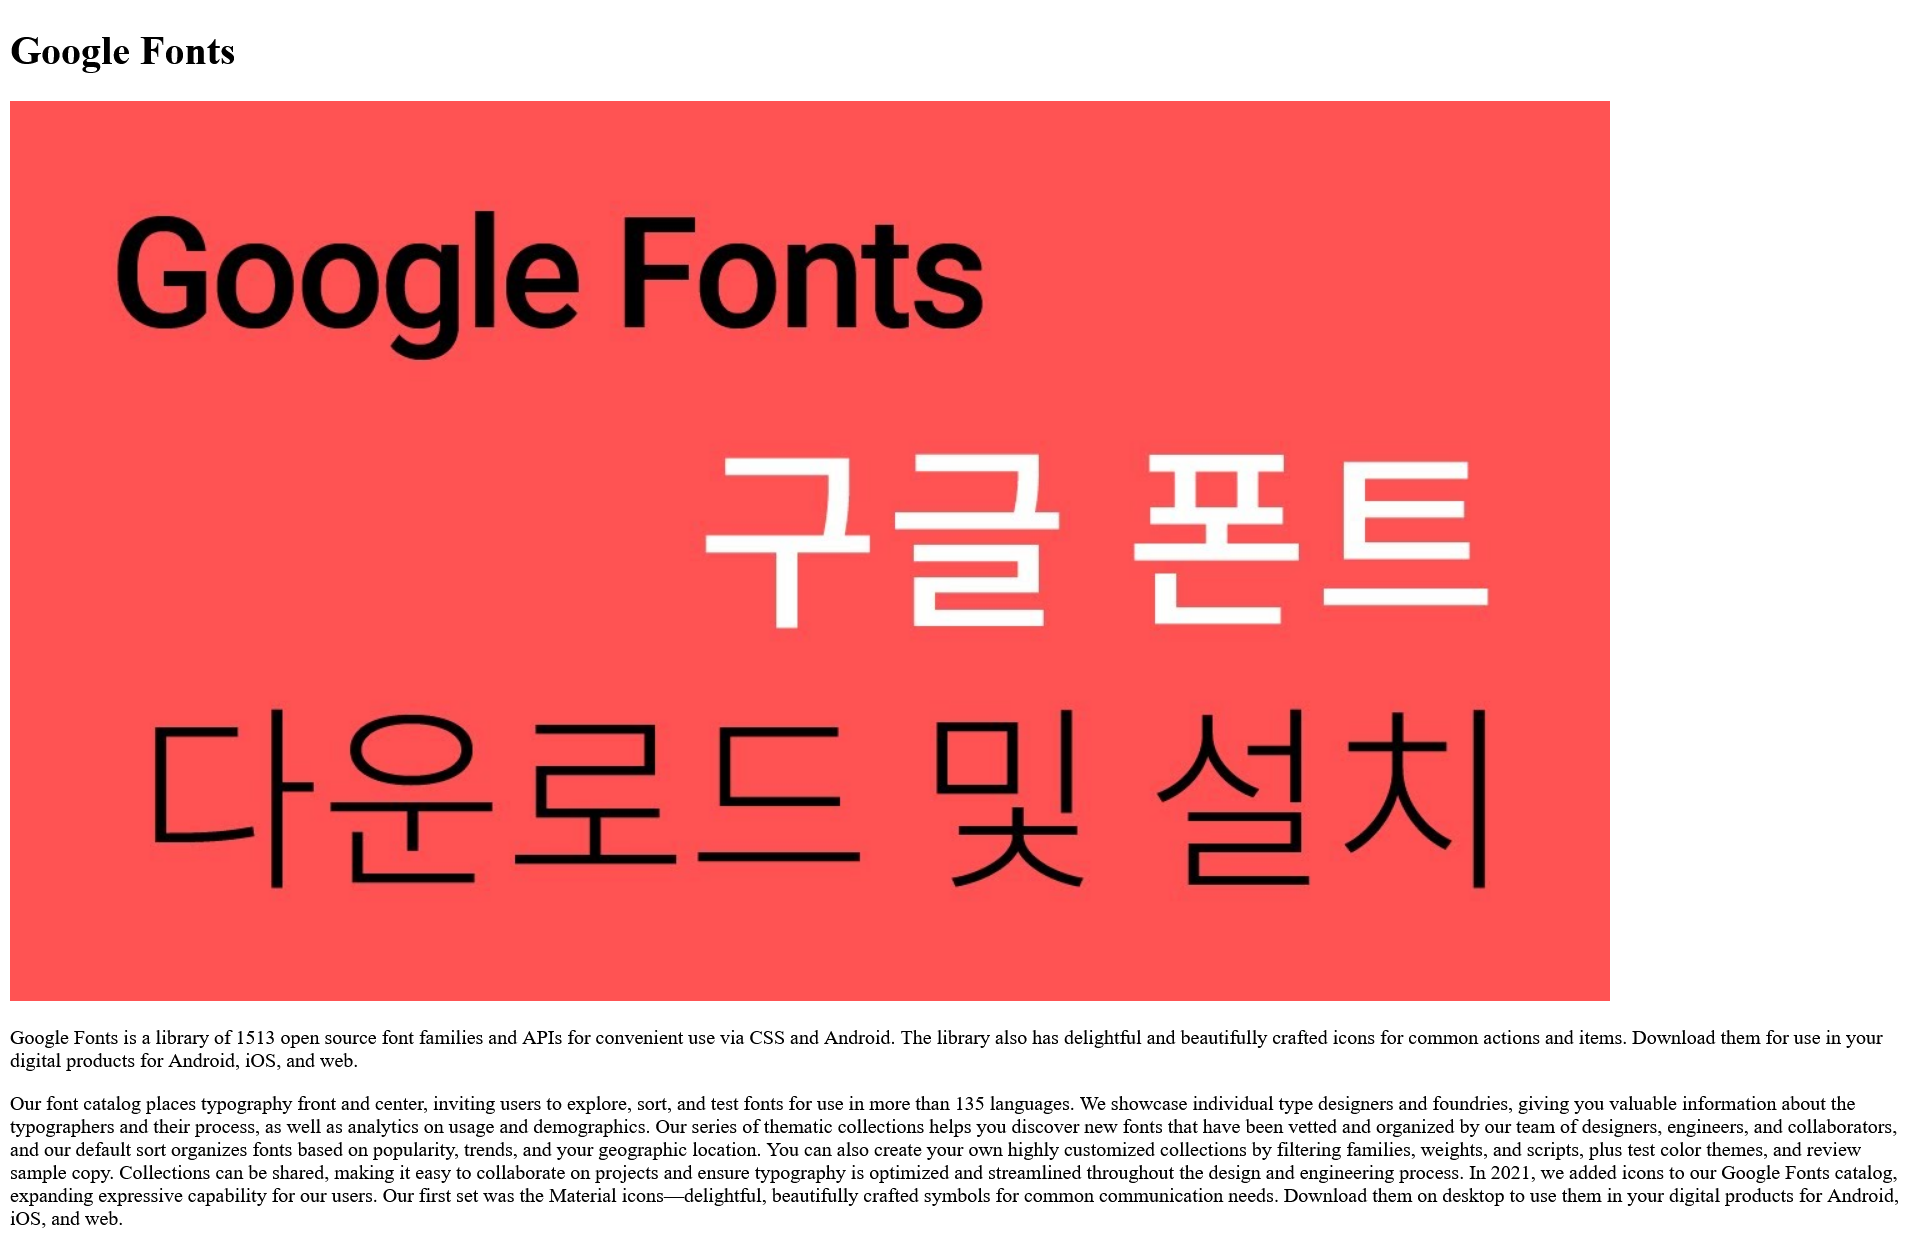 Google Fonts
Google Fonts
구글 폰트
다운로드 및 설치
Google Fonts is a library of 1513 open source font families and APIs for convenient use via CSS and Android. The library also has delightful and beautifully crafted icons for common actions and items. Download them for use in your
digital products for Android, iOS, and web.
Our font catalog places typography front and center, inviting users to explore, sort, and test fonts for use in more than 135 languages. We showcase individual type designers and foundries, giving you valuable information about the
typographers and their process, as well as analytics on usage and demographics. Our series of thematic collections helps you discover new fonts that have been vetted and organized by our team of designers, engineers, and collaborators,
and our default sort organizes fonts based on popularity, trends, and your geographic location. You can also create your own highly customized collections by filtering families, weights, and scripts, plus test color themes, and review
sample copy. Collections can be shared, making it easy to collaborate on projects and ensure typography is optimized and streamlined throughout the design and engineering process. In 2021, we added icons to our Google Fonts catalog,
expanding expressive capability for our users. Our first set was the Material icons—delightful, beautifully crafted symbols for common communication needs. Download them on desktop to use them in your digital products for Android,
iOS, and web.